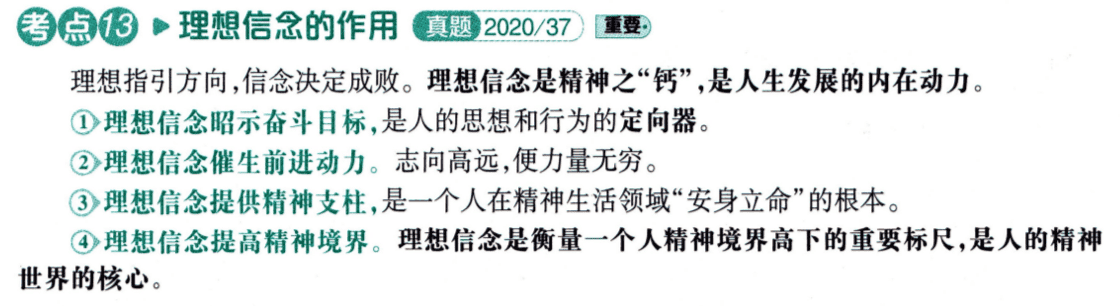 考点13 ▶ 理想信念的作用 真题 2020/37 重要
理想指引方向,信念决定成败。理想信念是精神之“钙”,是人生发展的内在动力。
①理想信念昭示奋斗目标,是人的思想和行为的定向器。
②理想信念催生前进动力。志向高远,便力量无穷。
③理想信念提供精神支柱,是一个人在精神生活领域“安身立命”的根本。
④理想信念提高精神境界。理想信念是衡量一个人精神境界高下的重要标尺,是人的精神
世界的核心。